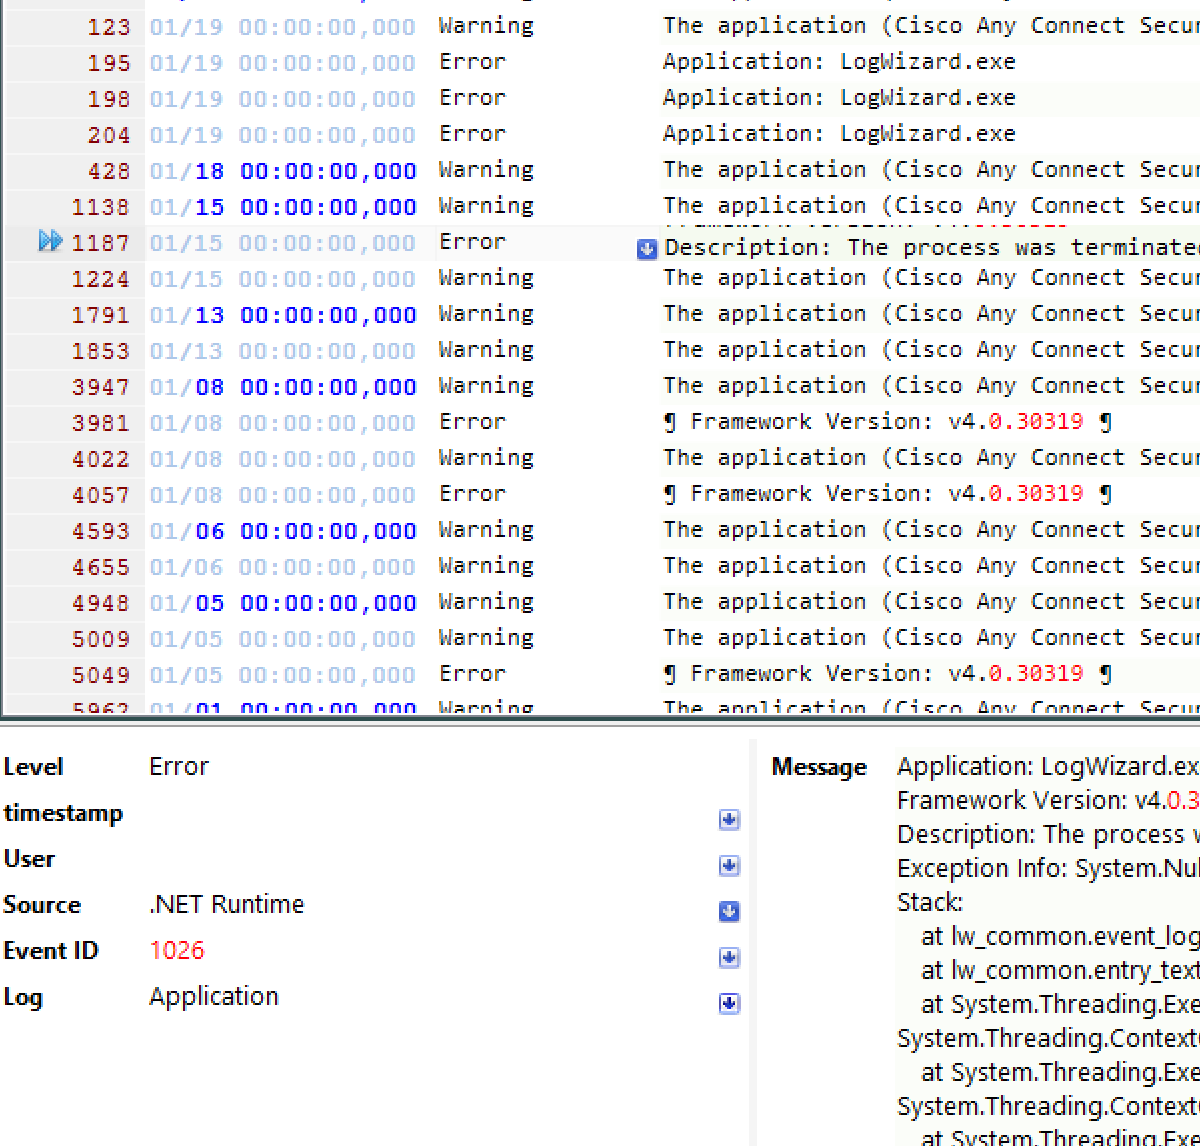 123 01/19 00:00:00,000 Warning The application (Cisco Any Connect Secur
195 01/19 00:00:00,000 Error Application: LogWizard.exe
198 01/19 00:00:00,000 Error Application: LogWizard.exe
204 01/19 00:00:00,000 Error Application: LogWizard.exe
428 01/18 00:00:00,000 Warning The application (Cisco Any Connect Secur
1138 01/15 00:00:00,000 Warning The application (Cisco Any Connect Secur
1187 01/15 00:00:00,000 Error Description: The process was terminated
1224 01/15 00:00:00,000 Warning The application (Cisco Any Connect Secur
1791 01/13 00:00:00,000 Warning The application (Cisco Any Connect Secur
1853 01/13 00:00:00,000 Warning The application (Cisco Any Connect Secur
3947 01/08 00:00:00,000 Warning The application (Cisco Any Connect Secur
3981 01/08 00:00:00,000 Error ¶ Framework Version: v4.0.30319 ¶
4022 01/08 00:00:00,000 Warning The application (Cisco Any Connect Secur
4057 01/08 00:00:00,000 Error ¶ Framework Version: v4.0.30319 ¶
4593 01/06 00:00:00,000 Warning The application (Cisco Any Connect Secur
4655 01/06 00:00:00,000 Warning The application (Cisco Any Connect Secur
4948 01/05 00:00:00,000 Warning The application (Cisco Any Connect Secur
5009 01/05 00:00:00,000 Warning The application (Cisco Any Connect Secur
5049 01/05 00:00:00,000 Error ¶ Framework Version: v4.0.30319 ¶
5962 01/01 00:00:00,000 Warning The application (Cisco Any Connect Secur
Level Error
timestamp
User
Source .NET Runtime
Event ID 1026
Log Application
Message Application: LogWizard.ex
Framework Version: v4.0.3
Description: The process w
Exception Info: System.Nul
Stack:
at lw_common.event_log
at lw_common.entry_text
at System.Threading.Exe
System.Threading.Context
at System.Threading.Exe
System.Threading.Context
at System.Threading.Exe